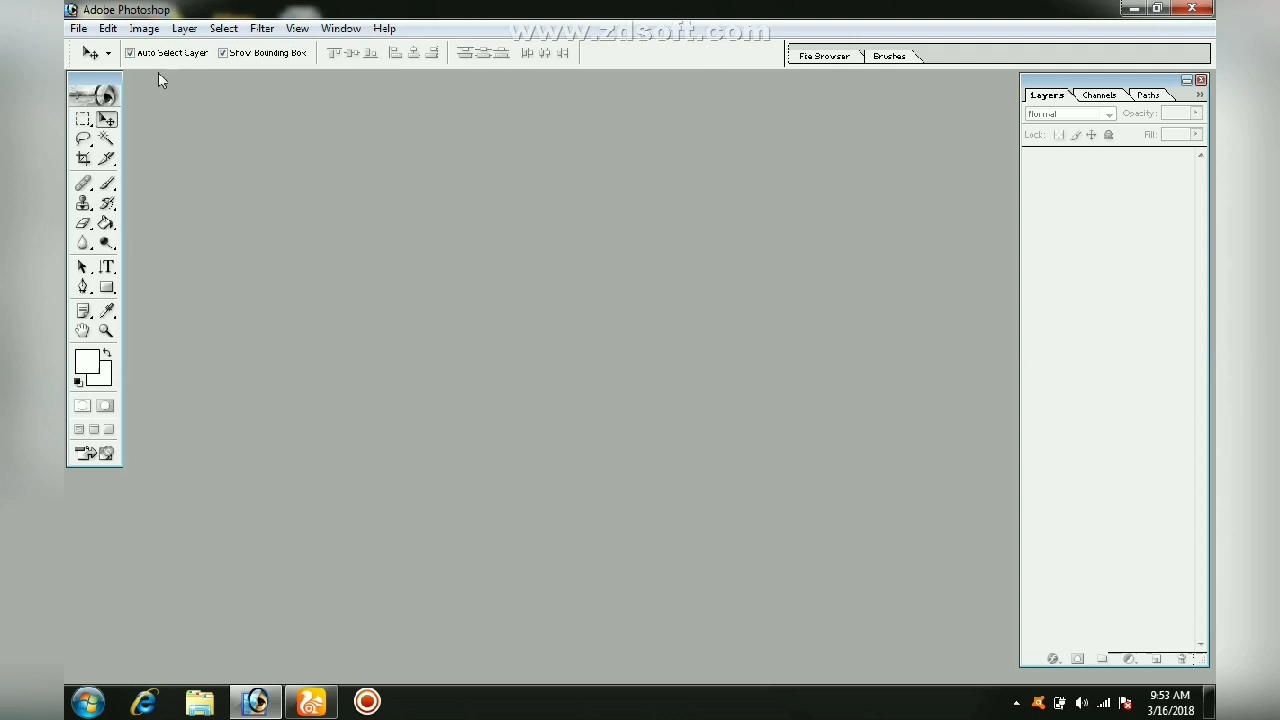 Adobe Photoshop
www.zdsoft.com
File Edit Image Layer Select Filter View Window Help
Auto Select Layer Show Bounding Box File Browser Brushes
Layers Channels Paths
Normal Opacity:
Lock: Fill:
9:53 AM
3/16/2018